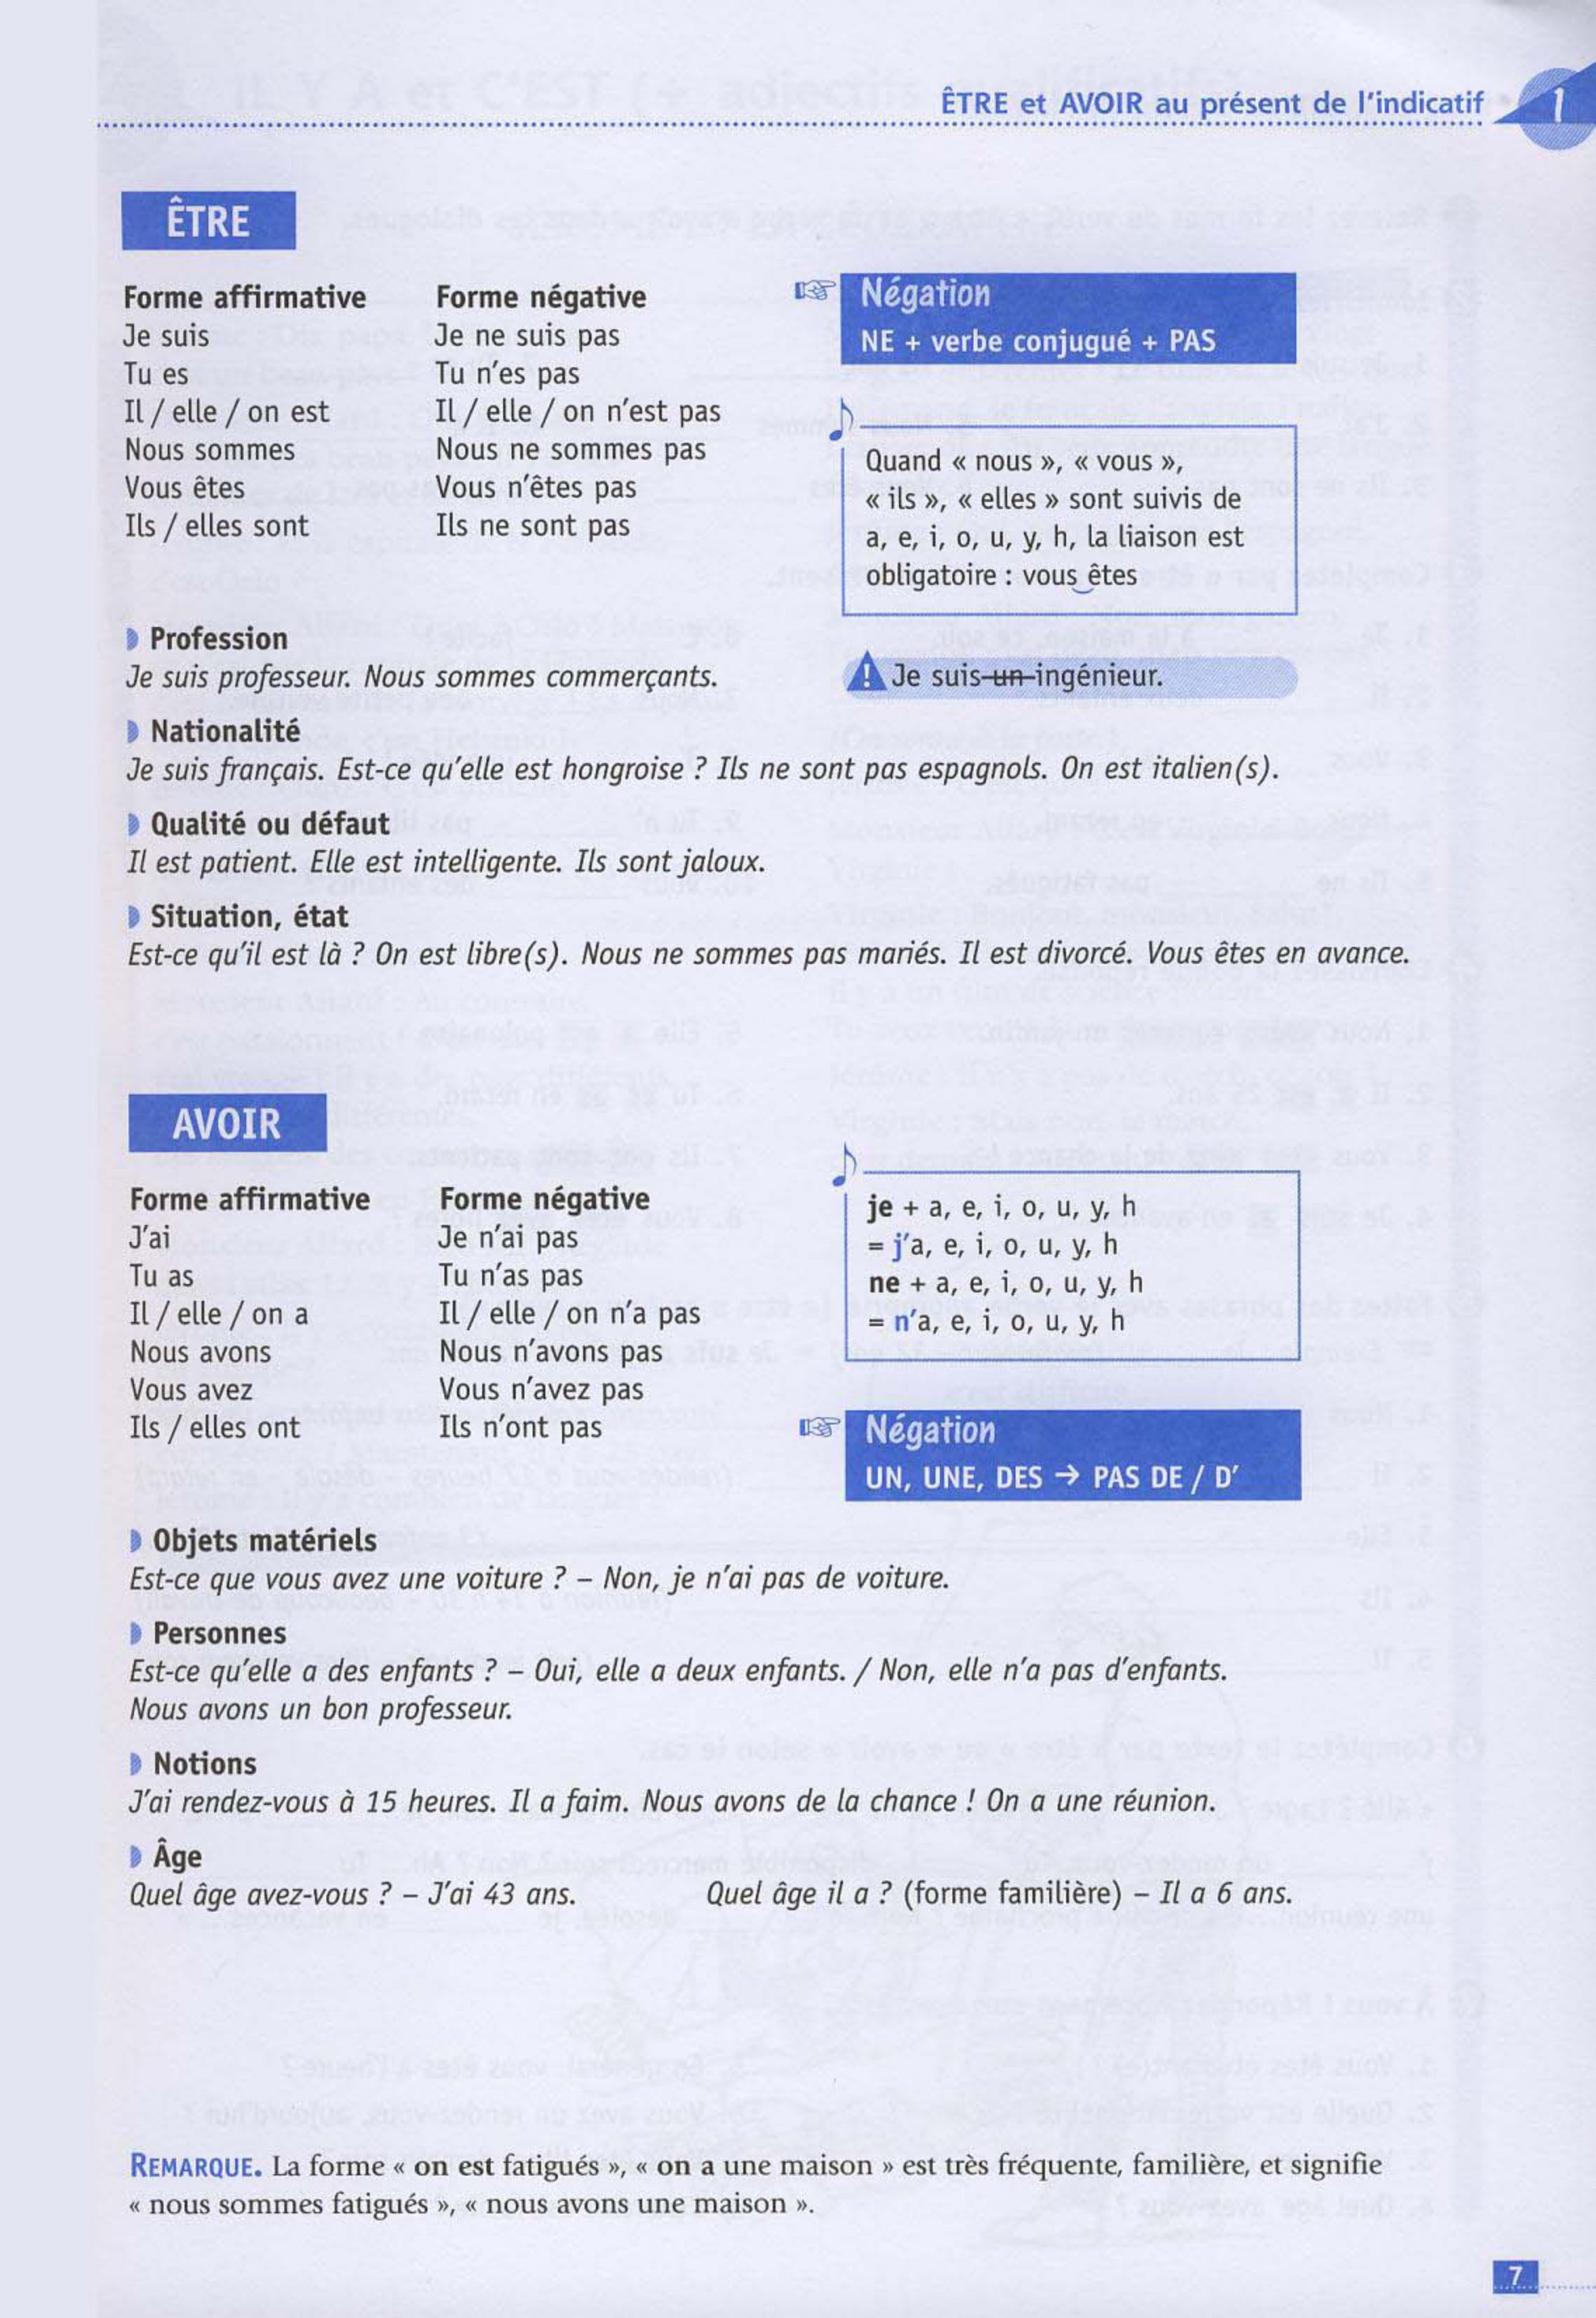 ÊTRE et AVOIR au présent de l'indicatif
1
ÊTRE
Forme affirmative
Je suis
Tu es
Il / elle / on est
Nous sommes
Vous êtes
Ils / elles sont
Forme négative
Je ne suis pas
Tu n'es pas
Il / elle / on n'est pas
Nous ne sommes pas
Vous n'êtes pas
Ils ne sont pas
Négation
NE + verbe conjugué + PAS
Quand « nous », « vous »,
« ils », « elles » sont suivis de
a, e, i, o, u, y, h, la liaison est
obligatoire : vous êtes
Profession
Je suis professeur. Nous sommes commerçants.
Je suis un ingénieur.
Nationalité
Je suis français. Est-ce qu'elle est hongroise ? Ils ne sont pas espagnols. On est italien(s).
Qualité ou défaut
Il est patient. Elle est intelligente. Ils sont jaloux.
Situation, état
Est-ce qu'il est là ? On est libre(s). Nous ne sommes pas mariés. Il est divorcé. Vous êtes en avance.
AVOIR
Forme affirmative
J'ai
Tu as
Il / elle / on a
Nous avons
Vous avez
Ils / elles ont
Forme négative
Je n'ai pas
Tu n'as pas
Il / elle / on n'a pas
Nous n'avons pas
Vous n'avez pas
Ils n'ont pas
je + a, e, i, o, u, y, h
= j'a, e, i, o, u, y, h
ne + a, e, i, o, u, y, h
= n'a, e, i, o, u, y, h
Négation
UN, UNE, DES → PAS DE / D'
Objets matériels
Est-ce que vous avez une voiture ? – Non, je n'ai pas de voiture.
Personnes
Est-ce qu'elle a des enfants ? – Oui, elle a deux enfants. / Non, elle n'a pas d'enfants.
Nous avons un bon professeur.
Notions
J'ai rendez-vous à 15 heures. Il a faim. Nous avons de la chance ! On a une réunion.
Âge
Quel âge avez-vous ? – J'ai 43 ans. Quel âge il a ? (forme familière) – Il a 6 ans.
REMARQUE. La forme « on est fatigués », « on a une maison » est très fréquente, familière, et signifie
« nous sommes fatigués », « nous avons une maison ».
7